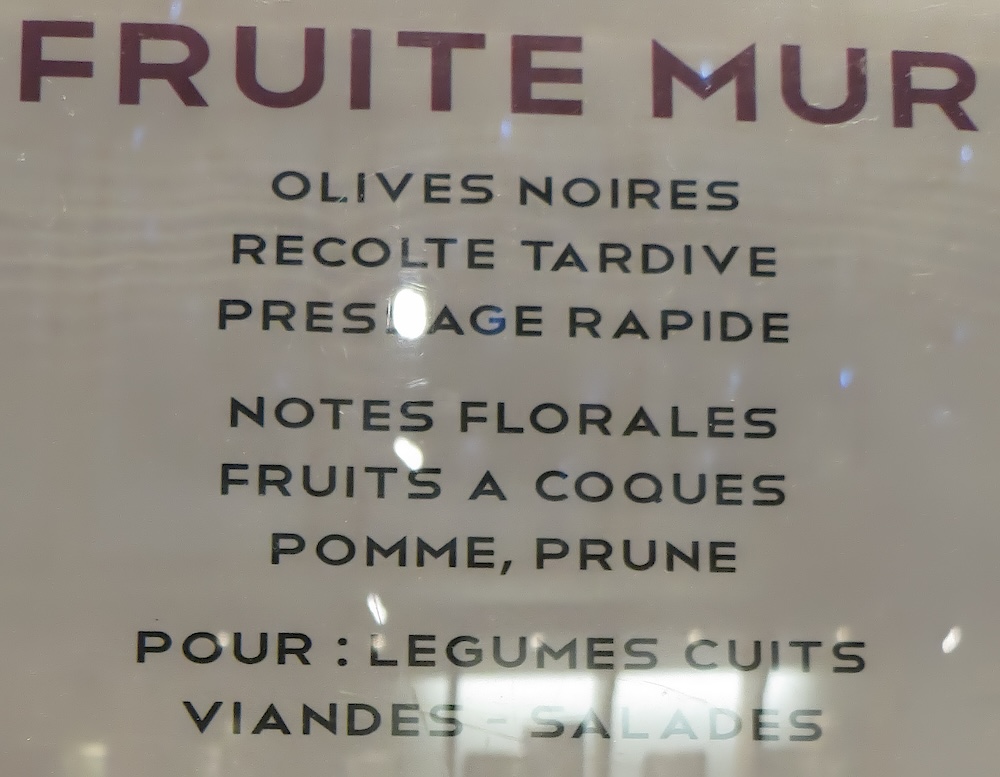 FRUITE MUR
OLIVES NOIRES
RECOLTE TARDIVE
PRESSAGE RAPIDE
NOTES FLORALES
FRUITS A COQUES
POMME, PRUNE
POUR : LEGUMES CUITS
VIANDES - SALADES